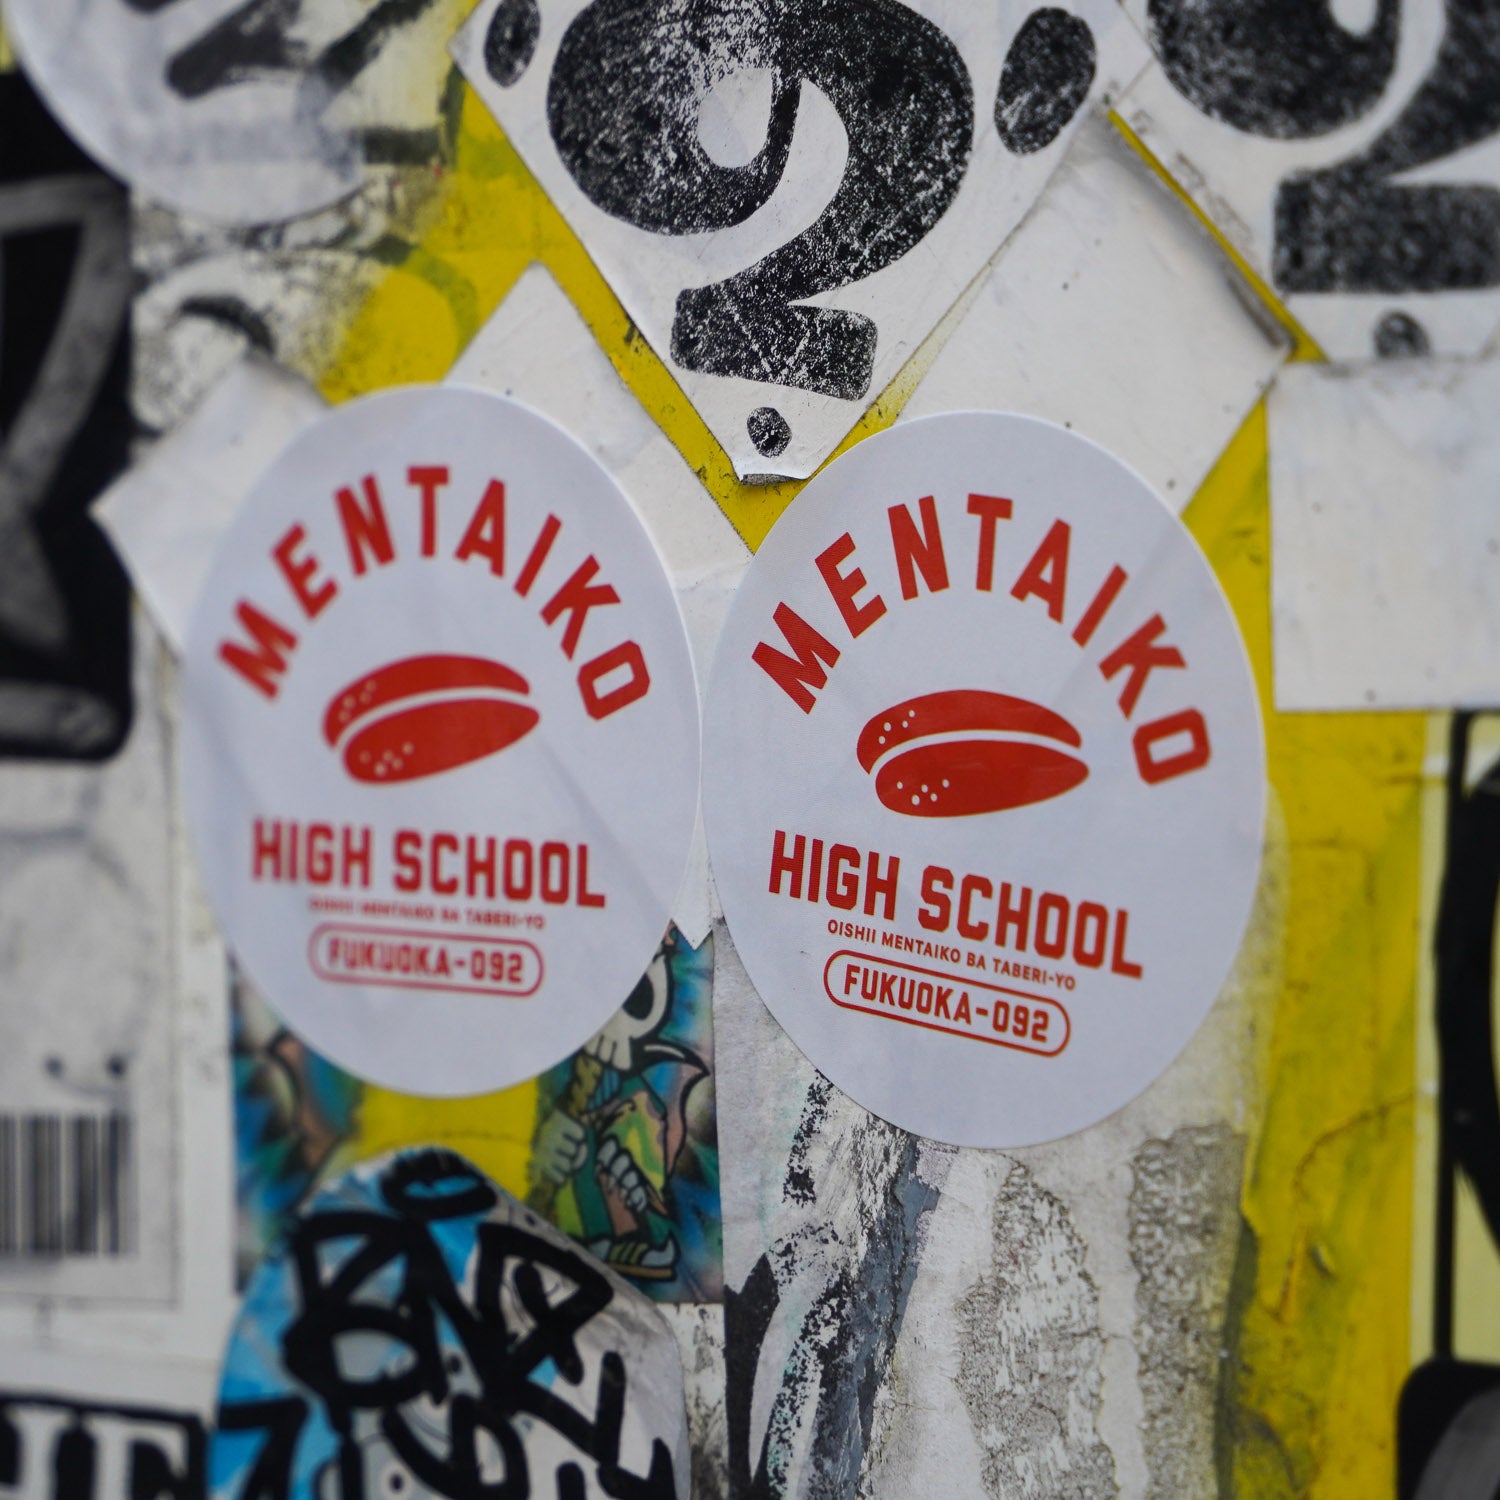 MENTAIKO
HIGH SCHOOL
OISHII MENTAIKO BA TABERI-YO
FUKUOKA-092
MENTAIKO
HIGH SCHOOL
OISHII MENTAIKO BA TABERI-YO
FUKUOKA-092